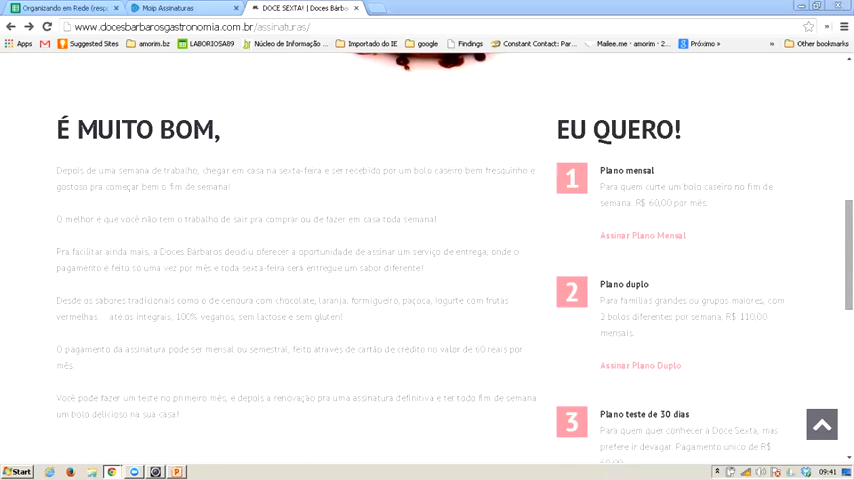 Organizando em Rede (resp
Moip Assinaturas
DOCE SEXTA! | Doces Bárb
www.docesbarbarosgastronomia.com.br/assinaturas/
Apps
Suggested Sites
amorim.bz
LABORIOSA89
Núcleo de Informação
Importado do IE
google
Findings
Constant Contact: Par...
Mailee.me - amorim - 2...
Próximo »
»
Other bookmarks
É MUITO BOM,
Depois de uma semana de trabalho, chegar em casa na sexta-feira e ser recebido por um bolo caseiro bem fresquinho e
gostoso pra começar bem o fim de semana!
O melhor é que você não tem o trabalho de sair pra comprar ou de fazer em casa toda semana!
Pra facilitar ainda mais, a Doces Bárbaros decidiu oferecer a oportunidade de assinar um serviço de entrega, onde o
pagamento é feito só uma vez por mês e toda sexta-feira será entregue um sabor diferente!
Desde os sabores tradicionais como o de cenoura com chocolate, laranja, formigueiro, paçoca, Iogurte com frutas
vermelhas... até os integrais, 100% veganos, sem lactose e sem gluten!
O pagamento da assinatura pode ser mensal ou semestral, feito através de cartão de crédito no valor de 60 reais por
mês.
Você pode fazer um teste no primeiro mês, e depois a renovação pra uma assinatura definitiva e ter todo fim de semana
um bolo delicioso na sua casa!
EU QUERO!
1
Plano mensal
Para quem curte um bolo caseiro no fim de
semana. R$ 60,00 por mês.
Assinar Plano Mensal
2
Plano duplo
Para famílias grandes ou grupos maiores, com
2 bolos diferentes por semana. R$ 110,00
mensais.
Assinar Plano Duplo
3
Plano teste de 30 dias
Para quem quer conhecer a Doce Sexta, mas
prefere ir devagar. Pagamento unico de R$
60,00
Start
09:41